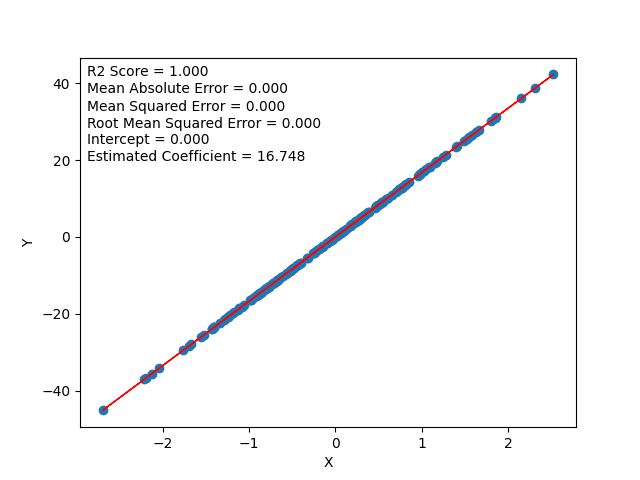 R2 Score = 1.000
Mean Absolute Error = 0.000
Mean Squared Error = 0.000
Root Mean Squared Error = 0.000
Intercept = 0.000
Estimated Coefficient = 16.748
40
20
0
−20
−40
Y
−2 −1 0 1 2
X